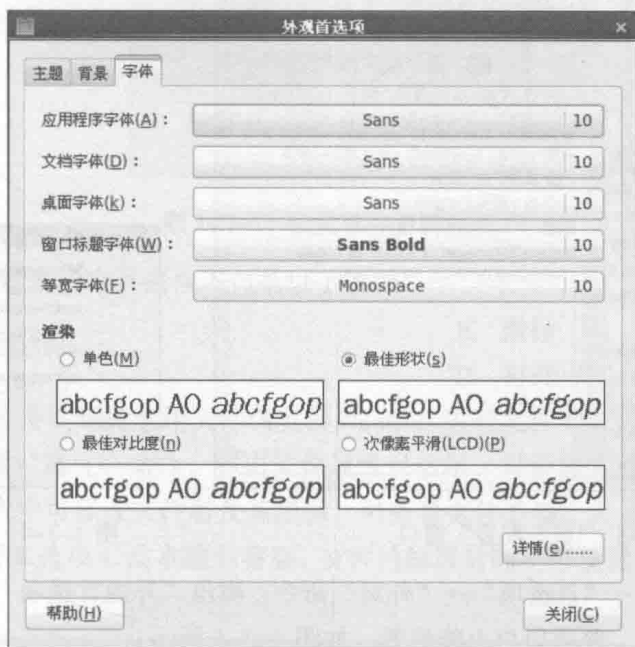 外观首选项
主题 背景 字体
应用程序字体(A)： Sans 10
文档字体(D)： Sans 10
桌面字体(k)： Sans 10
窗口标题字体(W)： Sans Bold 10
等宽字体(F)： Monospace 10
渲染
单色(M) 最佳形状(s)
abcfgop AO abcfgop abcfgop AO abcfgop
最佳对比度(n) 次像素平滑(LCD)(P)
abcfgop AO abcfgop abcfgop AO abcfgop
详情(e)......
帮助(H) 关闭(C)